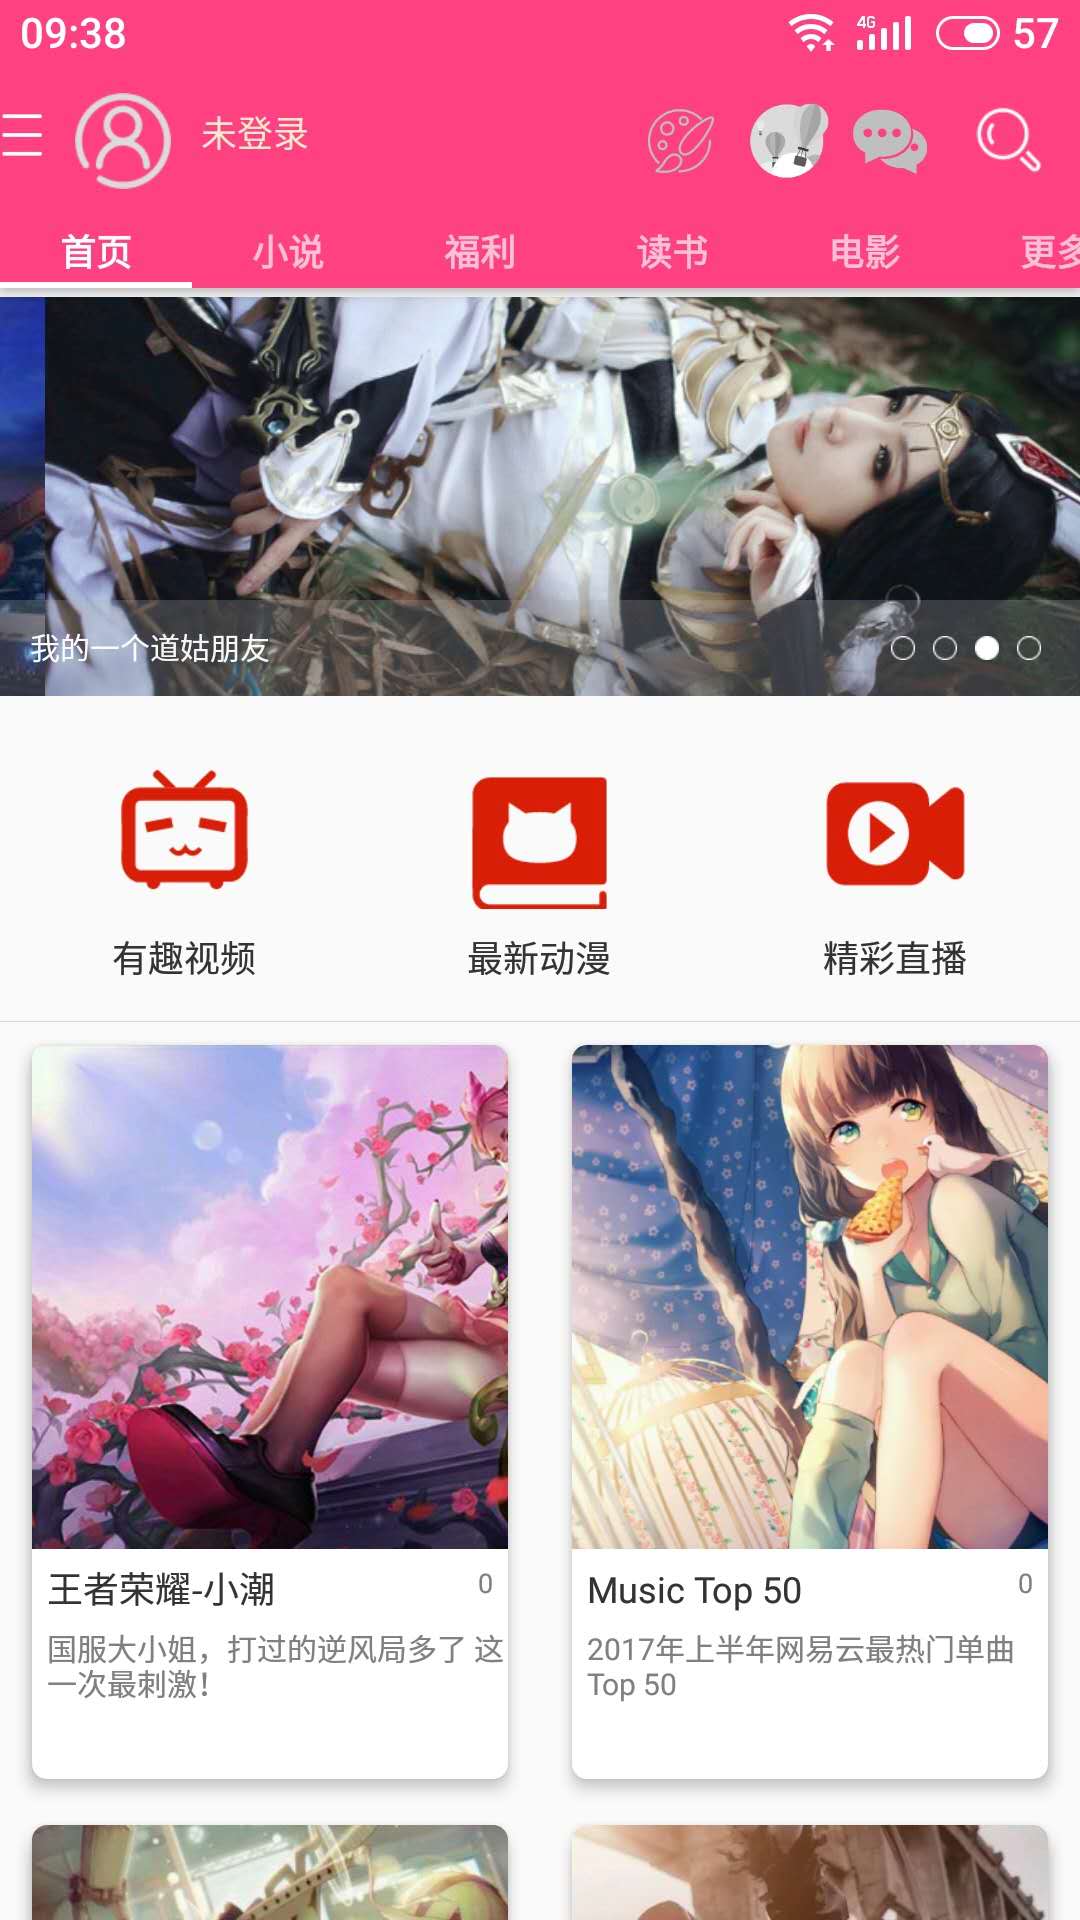 09:38
4G
57
未登录
首页
小说
福利
读书
电影
更多
我的一个道姑朋友
有趣视频
最新动漫
精彩直播
王者荣耀-小潮
0
国服大小姐，打过的逆风局多了 这
一次最刺激！
Music Top 50
0
2017年上半年网易云最热门单曲
Top 50